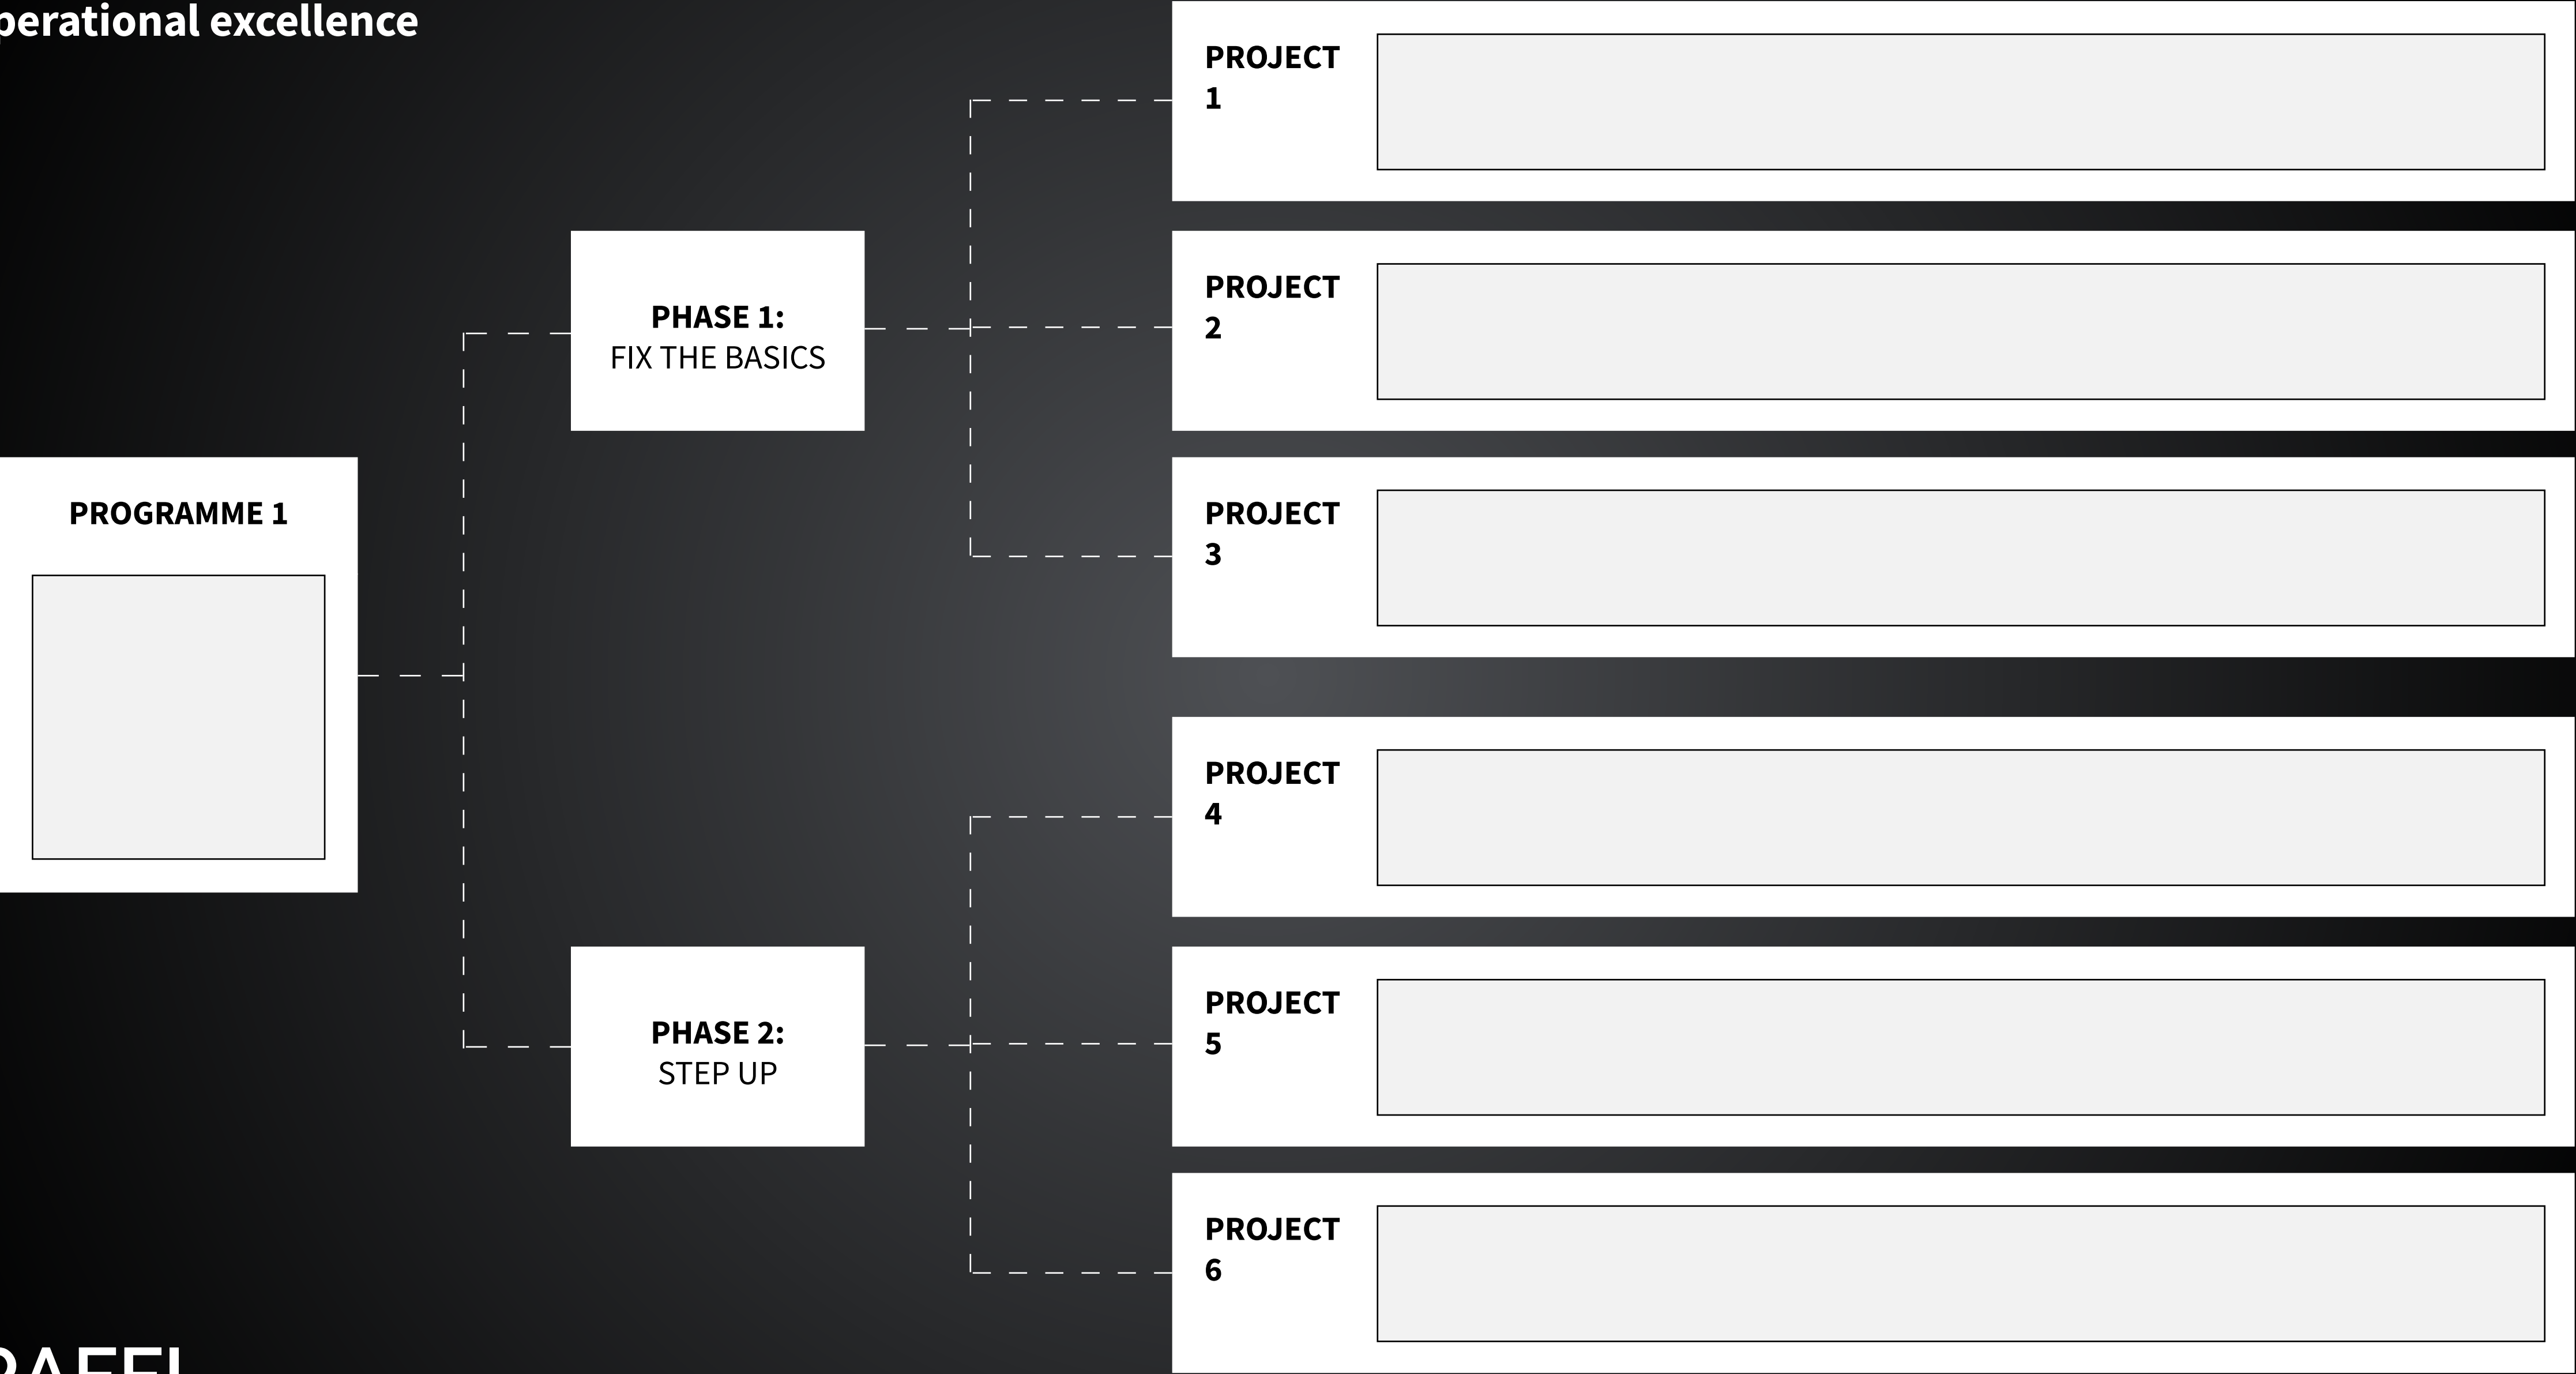 perational excellence
PROGRAMME 1
PHASE 1:
FIX THE BASICS
PROJECT
1
PROJECT
2
PROJECT
3
PHASE 2:
STEP UP
PROJECT
4
PROJECT
5
PROJECT
6